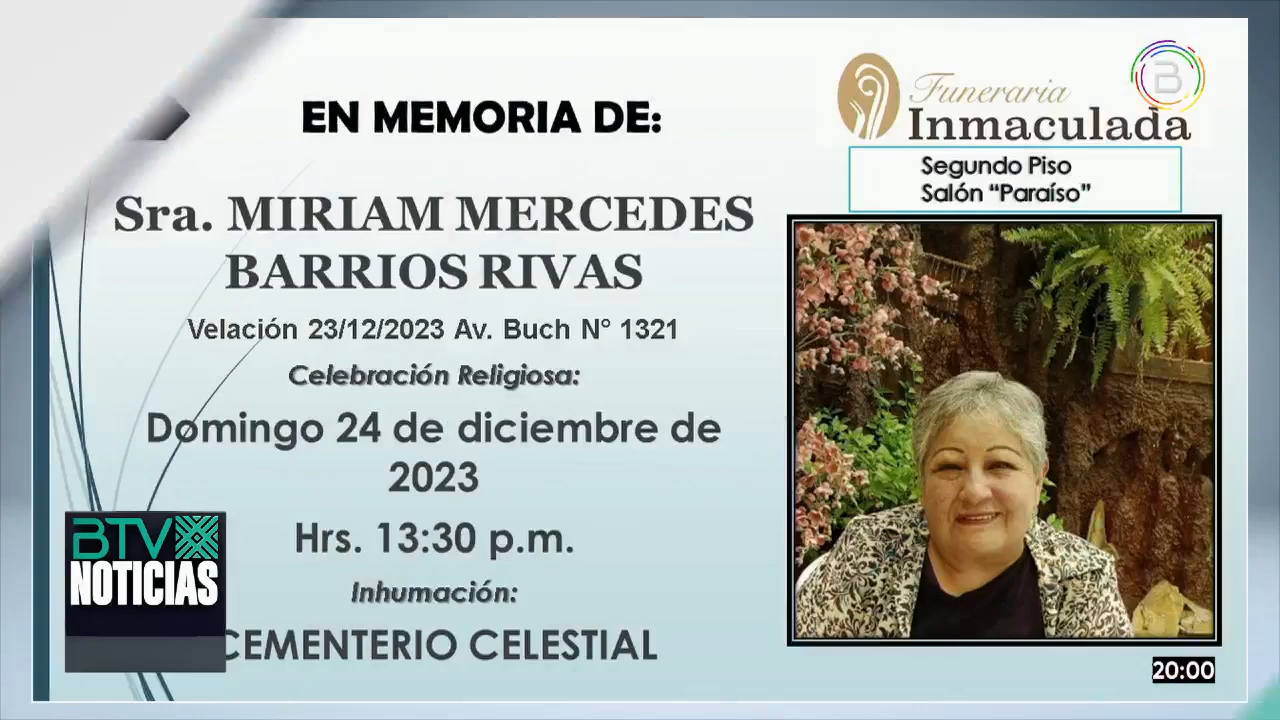 EN MEMORIA DE:
Sra. MIRIAM MERCEDES
BARRIOS RIVAS
Velación 23/12/2023 Av. Buch N° 1321
Celebración Religiosa:
Domingo 24 de diciembre de
2023
Hrs. 13:30 p.m.
Inhumación:
CEMENTERIO CELESTIAL
Funeraria
Inmaculada
B
Segundo Piso
Salón “Paraíso”
BTV
NOTICIAS
20:00